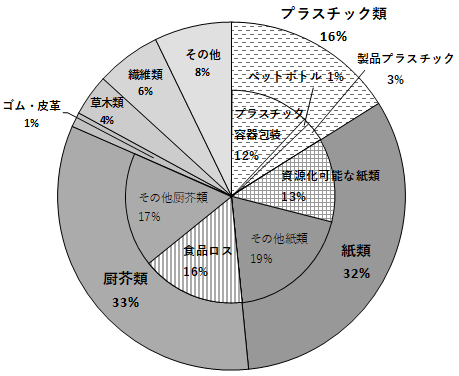 プラスチック類
16%
ペットボトル 1%
製品プラスチック
3%
プラスチック
容器包装
12%
資源化可能な紙類
13%
その他紙類
19%
紙類
32%
食品ロス
16%
その他厨芥類
17%
厨芥類
33%
ゴム・皮革
1%
草木類
4%
繊維類
6%
その他
8%